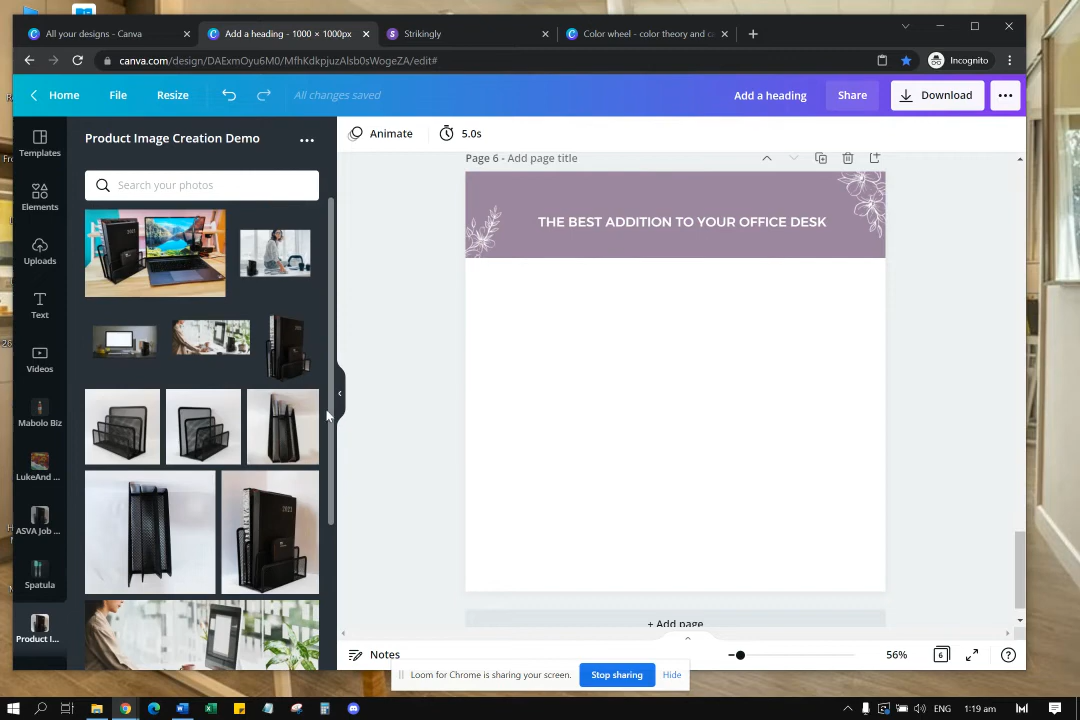 All your designs - Canva
Add a heading - 1000 × 1000px
Strikingly
Color wheel - color theory and c
canva.com/design/DAExmOyu6M0/MfhKdkpjuzAlsb0sWogeZA/edit#
Incognito
Home
File
Resize
All changes saved
Add a heading
Share
Download
Templates
Elements
Uploads
Text
Videos
Mabolo Biz
LukeAnd ...
ASVA Job ...
Spatula
Product I...
Product Image Creation Demo
Search your photos
2021
Animate
5.0s
Page 6 - Add page title
THE BEST ADDITION TO YOUR OFFICE DESK
+ Add page
Notes
56%
6
Loom for Chrome is sharing your screen.
Stop sharing
Hide
ENG
1:19 am